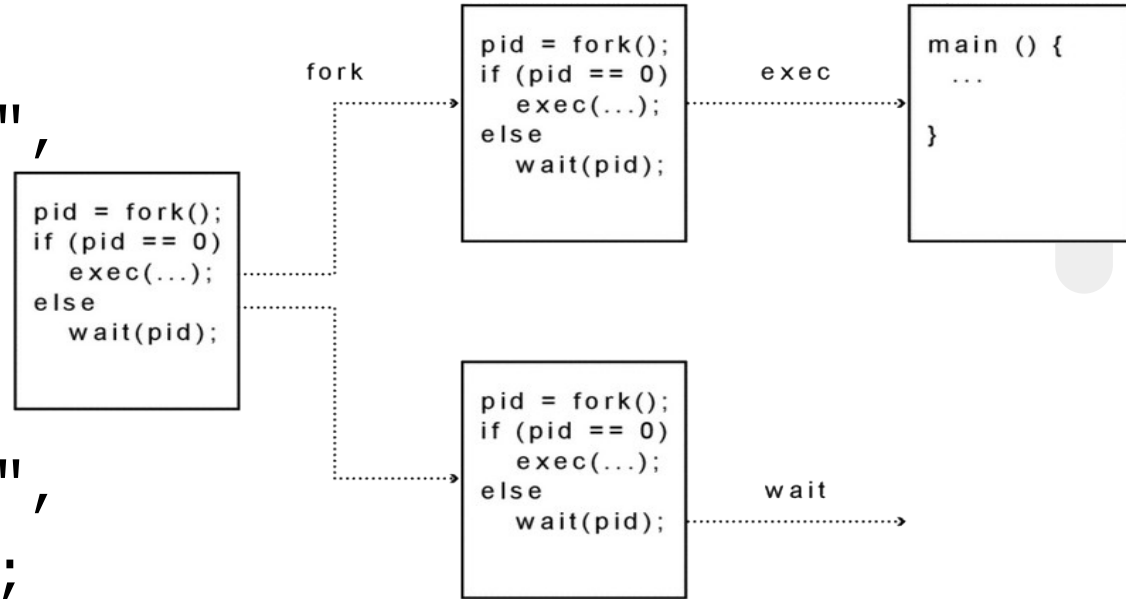 ",
pid = fork();
if (pid == 0)
exec(...);
else
wait(pid);
",
;
fork
pid = fork();
if (pid == 0)
exec(...);
else
wait(pid);
exec
main () {
...
}
pid = fork();
if (pid == 0)
exec(...);
else
wait(pid);
wait